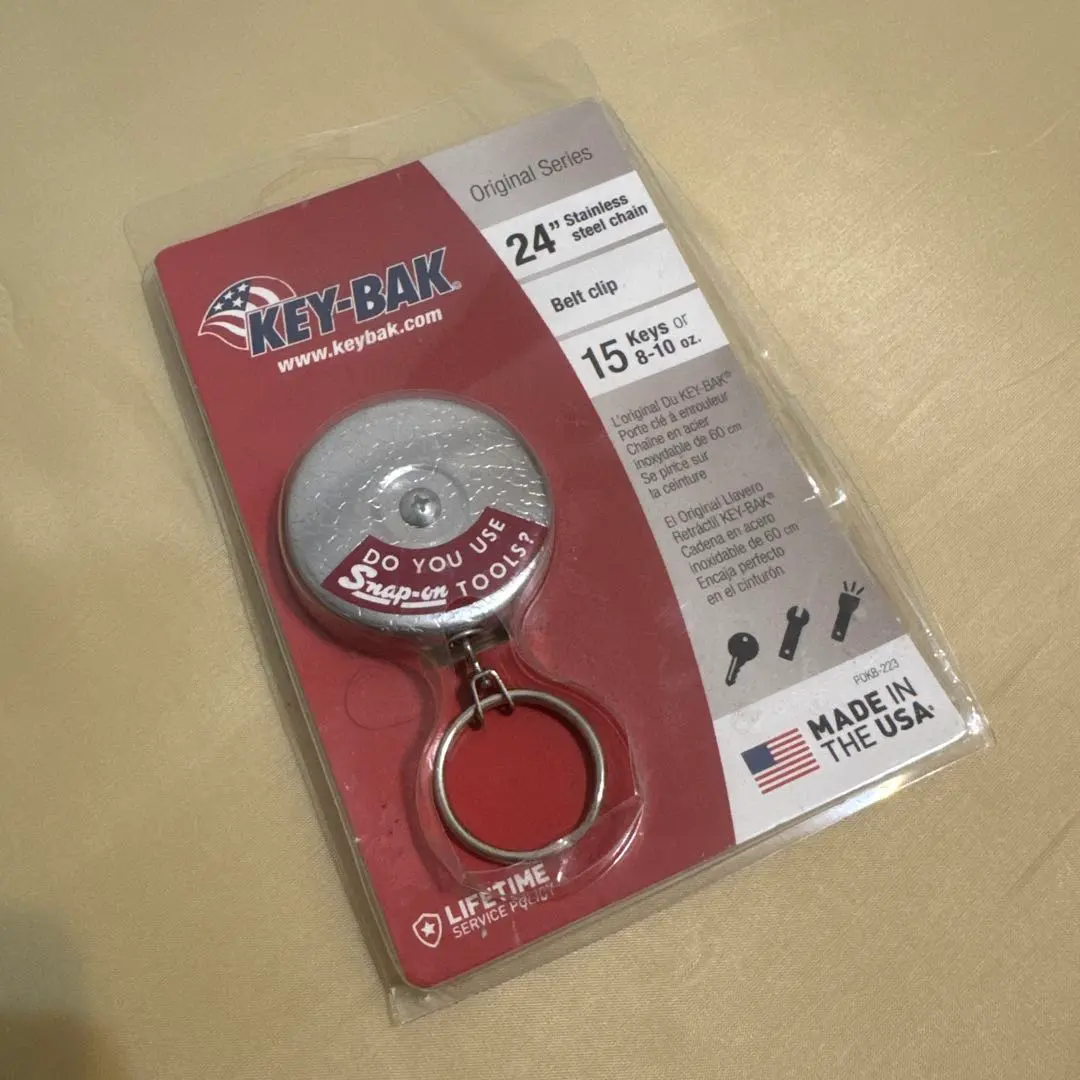 Original Series
24" Stainless
steel chain
Belt clip
15 Keys or
8-10 oz.
KEY-BAK®
www.keybak.com
DO YOU USE
Snap-on TOOLS?
L'original Du KEY-BAK®
Porte clé à enrouleur
Chaîne en acier
inoxydable de 60 cm
Se pince sur
la ceinture
El Original Llavero
Retráctil KEY-BAK®
Cadena en acero
inoxidable de 60 cm
Encaja perfecto
en el cinturón
POKB-223
MADE IN
THE USA*
LIFETIME
SERVICE POLICY